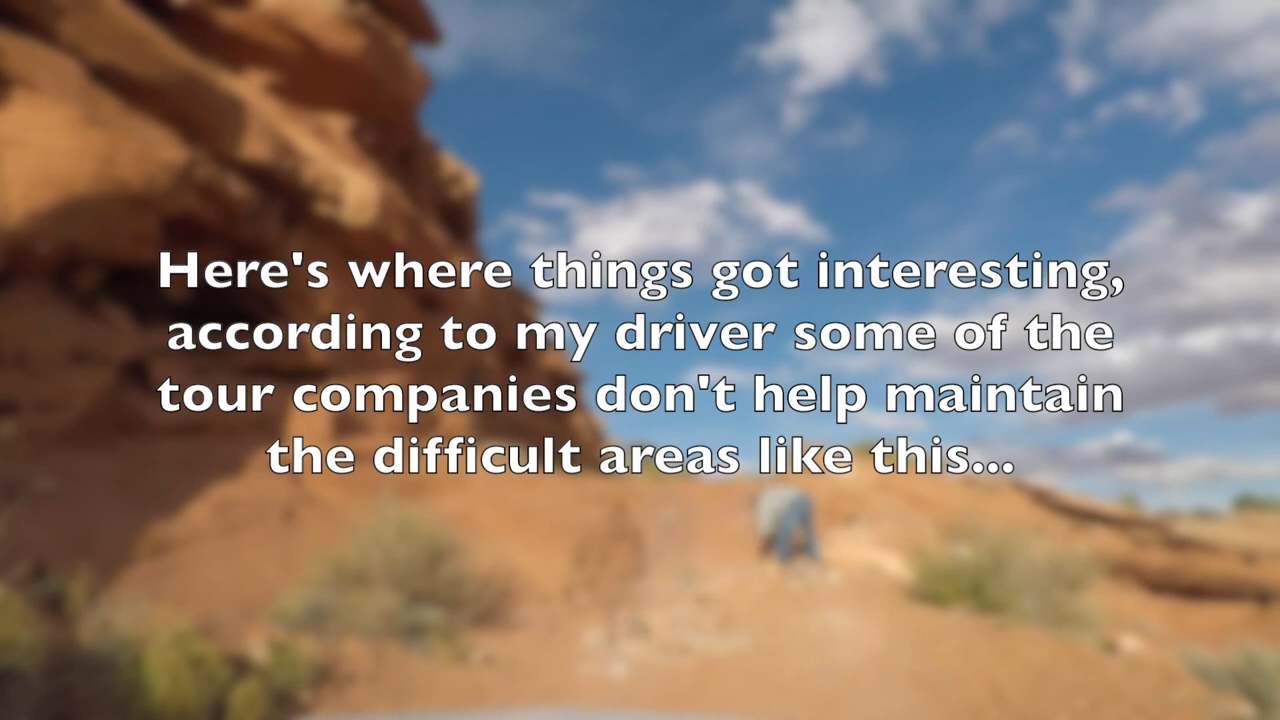 Here's where things got interesting,
according to my driver some of the
tour companies don't help maintain
the difficult areas like this...